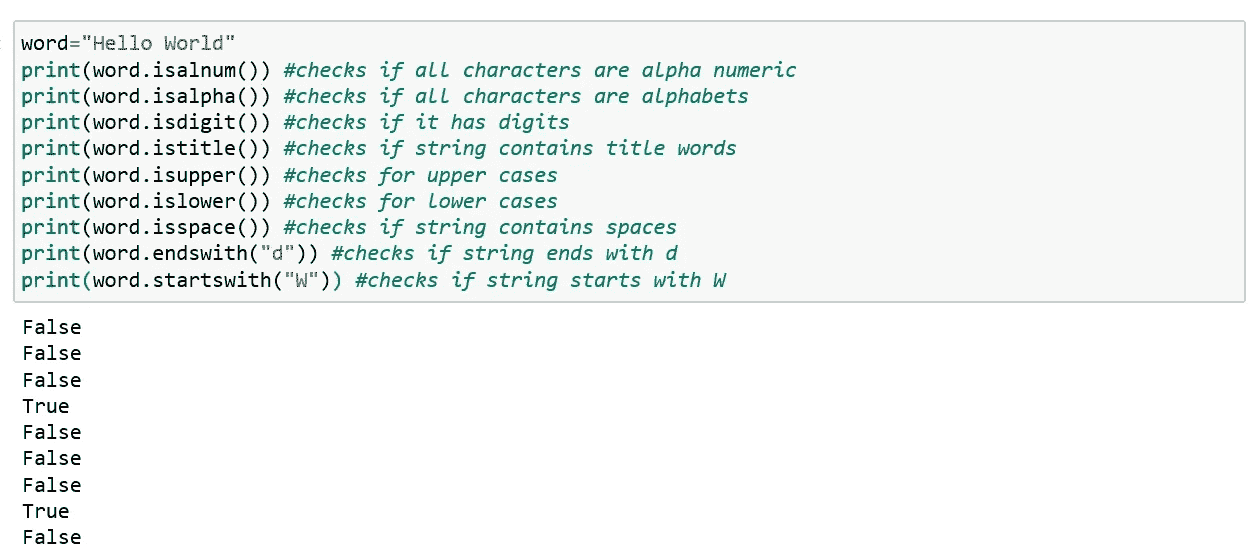 word="Hello World"
print(word.isalnum()) #checks if all characters are alpha numeric
print(word.isalpha()) #checks if all characters are alphabets
print(word.isdigit()) #checks if it has digits
print(word.istitle()) #checks if string contains title words
print(word.isupper()) #checks for upper cases
print(word.islower()) #checks for lower cases
print(word.isspace()) #checks if string contains spaces
print(word.endswith("d")) #checks if string ends with d
print(word.startswith("W")) #checks if string starts with W
False
False
False
True
False
False
False
True
False